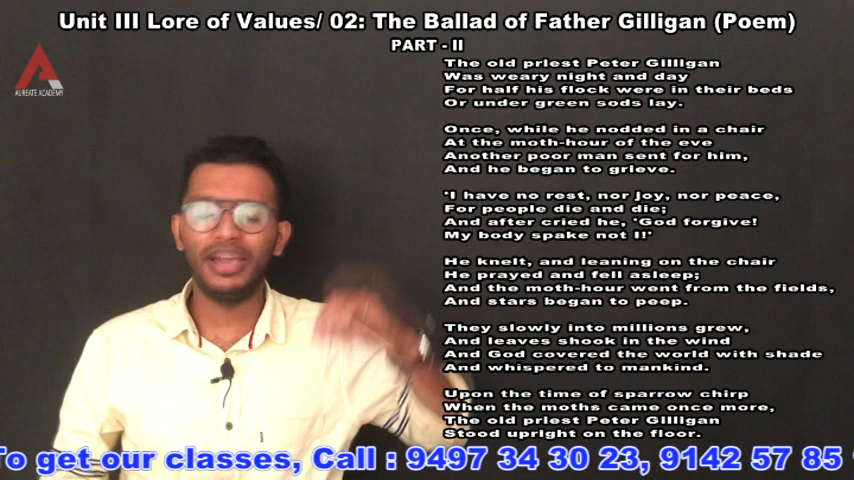 Unit III Lore of Values/ 02: The Ballad of Father Gilligan (Poem)
PART - II
AUREATE ACADEMY
The old priest Peter Gilligan
Was weary night and day
For half his flock were in their beds
Or under green sods lay.
Once, while he nodded in a chair
At the moth-hour of the eve
Another poor man sent for him,
And he began to grieve.
'I have no rest, nor joy, nor peace,
For people die and die;
And after cried he, 'God forgive!
My body spake not I!'
He knelt, and leaning on the chair
He prayed and fell asleep;
And the moth-hour went from the fields,
And stars began to peep.
They slowly into millions grew,
And leaves shook in the wind
And God covered the world with shade
And whispered to mankind.
Upon the time of sparrow chirp
When the moths came once more,
The old priest Peter Gilligan
Stood upright on the floor.
To get our classes, Call : 9497 34 30 23, 9142 57 85